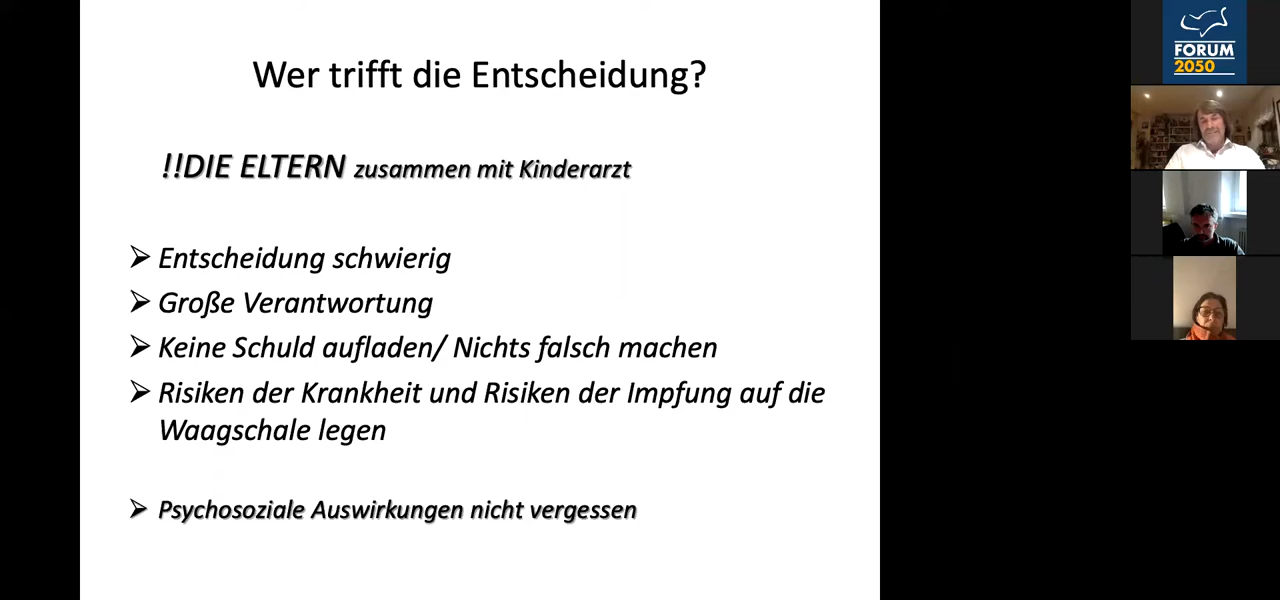 Wer trifft die Entscheidung?
!!DIE ELTERN zusammen mit Kinderarzt
Entscheidung schwierig
Große Verantwortung
Keine Schuld aufladen/ Nichts falsch machen
Risiken der Krankheit und Risiken der Impfung auf die
Waagschale legen
Psychosoziale Auswirkungen nicht vergessen
FORUM
2050